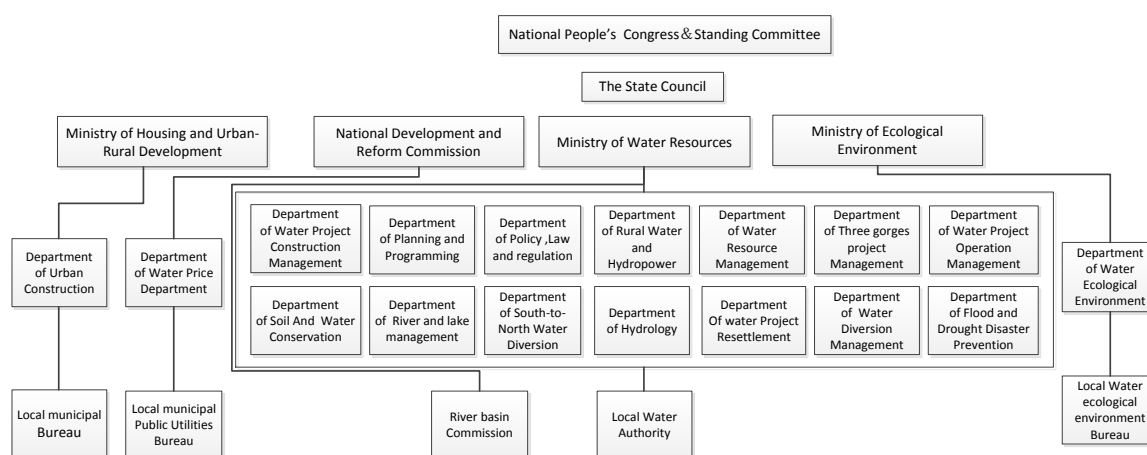 National People's Congress&Standing Committee
The State Council
Ministry of Housing and Urban-
Rural Development
National Development and
Reform Commission
Ministry of Water Resources
Ministry of Ecological
Environment
Department
of Water Project
Construction
Management
Department
of Planning and
Programming
Department
of Policy ,Law
and regulation
Department
of Rural Water
and
Hydropower
Department
of Water
Resource
Management
Department
of Three gorges
project
Management
Department
of Water Project
Operation
Management
Department
of Urban
Construction
Department
of Water Price
Department
Department
of Water
Ecological
Environment
Department
of Soil And Water
Conservation
Department
of River and lake
management
Department
of South-to-
North Water
Diversion
Department
of Hydrology
Department
Of water Project
Resettlement
Department
of Water
Diversion
Management
Department
of Flood and
Drought Disaster
Prevention
Local municipal
Bureau
Local municipal
Public Utilities
Bureau
River basin
Commission
Local Water
Authority
Local Water
ecological
environment
Bureau